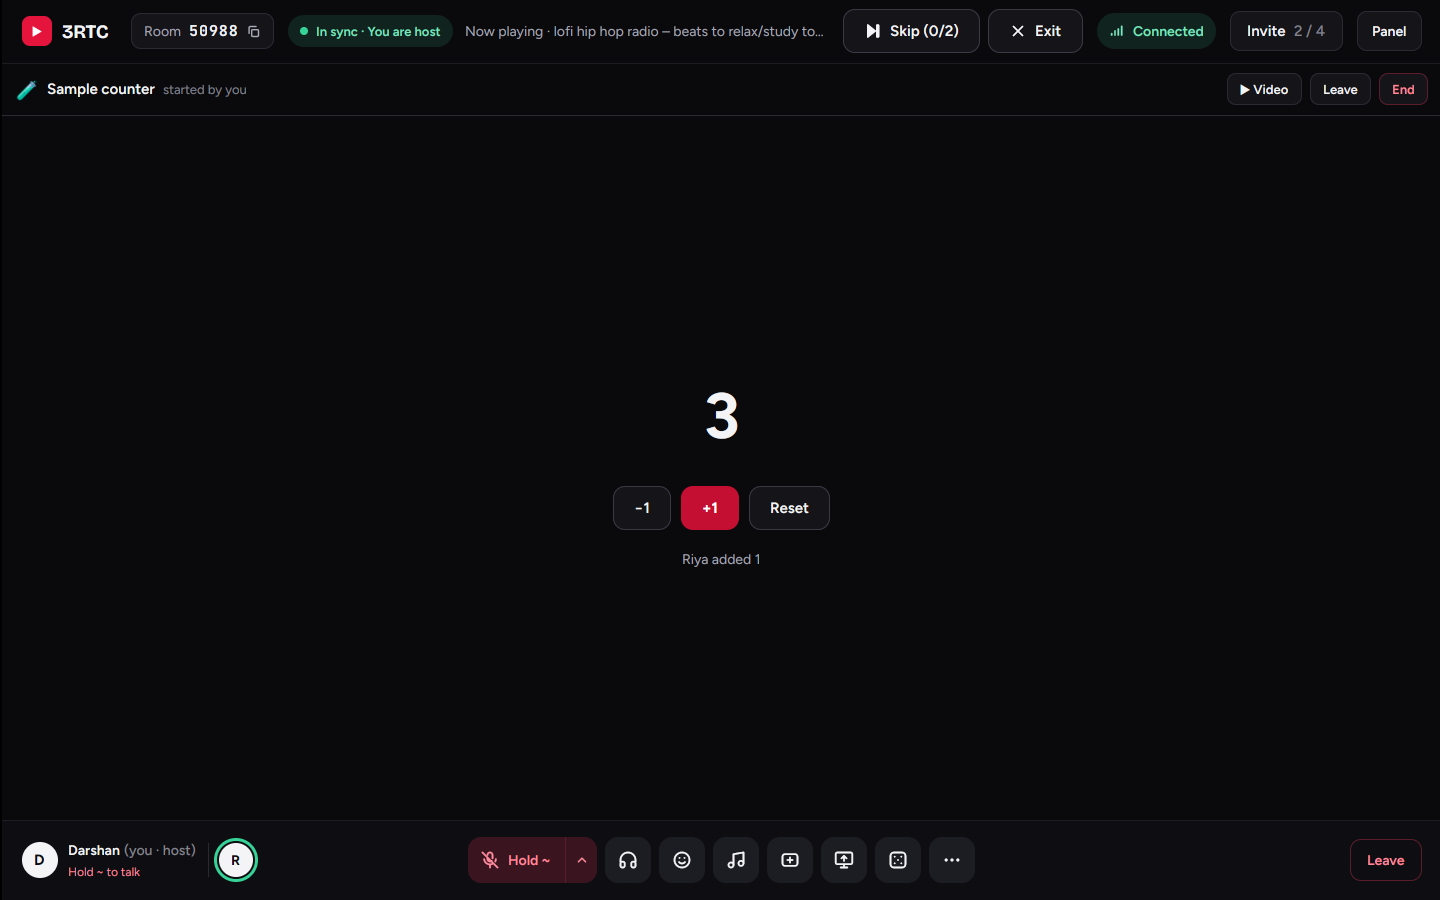 3RTC Room 50988 In sync · You are host Now playing · lofi hip hop radio – beats to relax/study to... Skip (0/2) Exit Connected Invite 2 / 4 Panel
Sample counter started by you Video Leave End
3
−1 +1 Reset
Riya added 1
D Darshan (you · host) R Hold ~ Leave
Hold ~ to talk